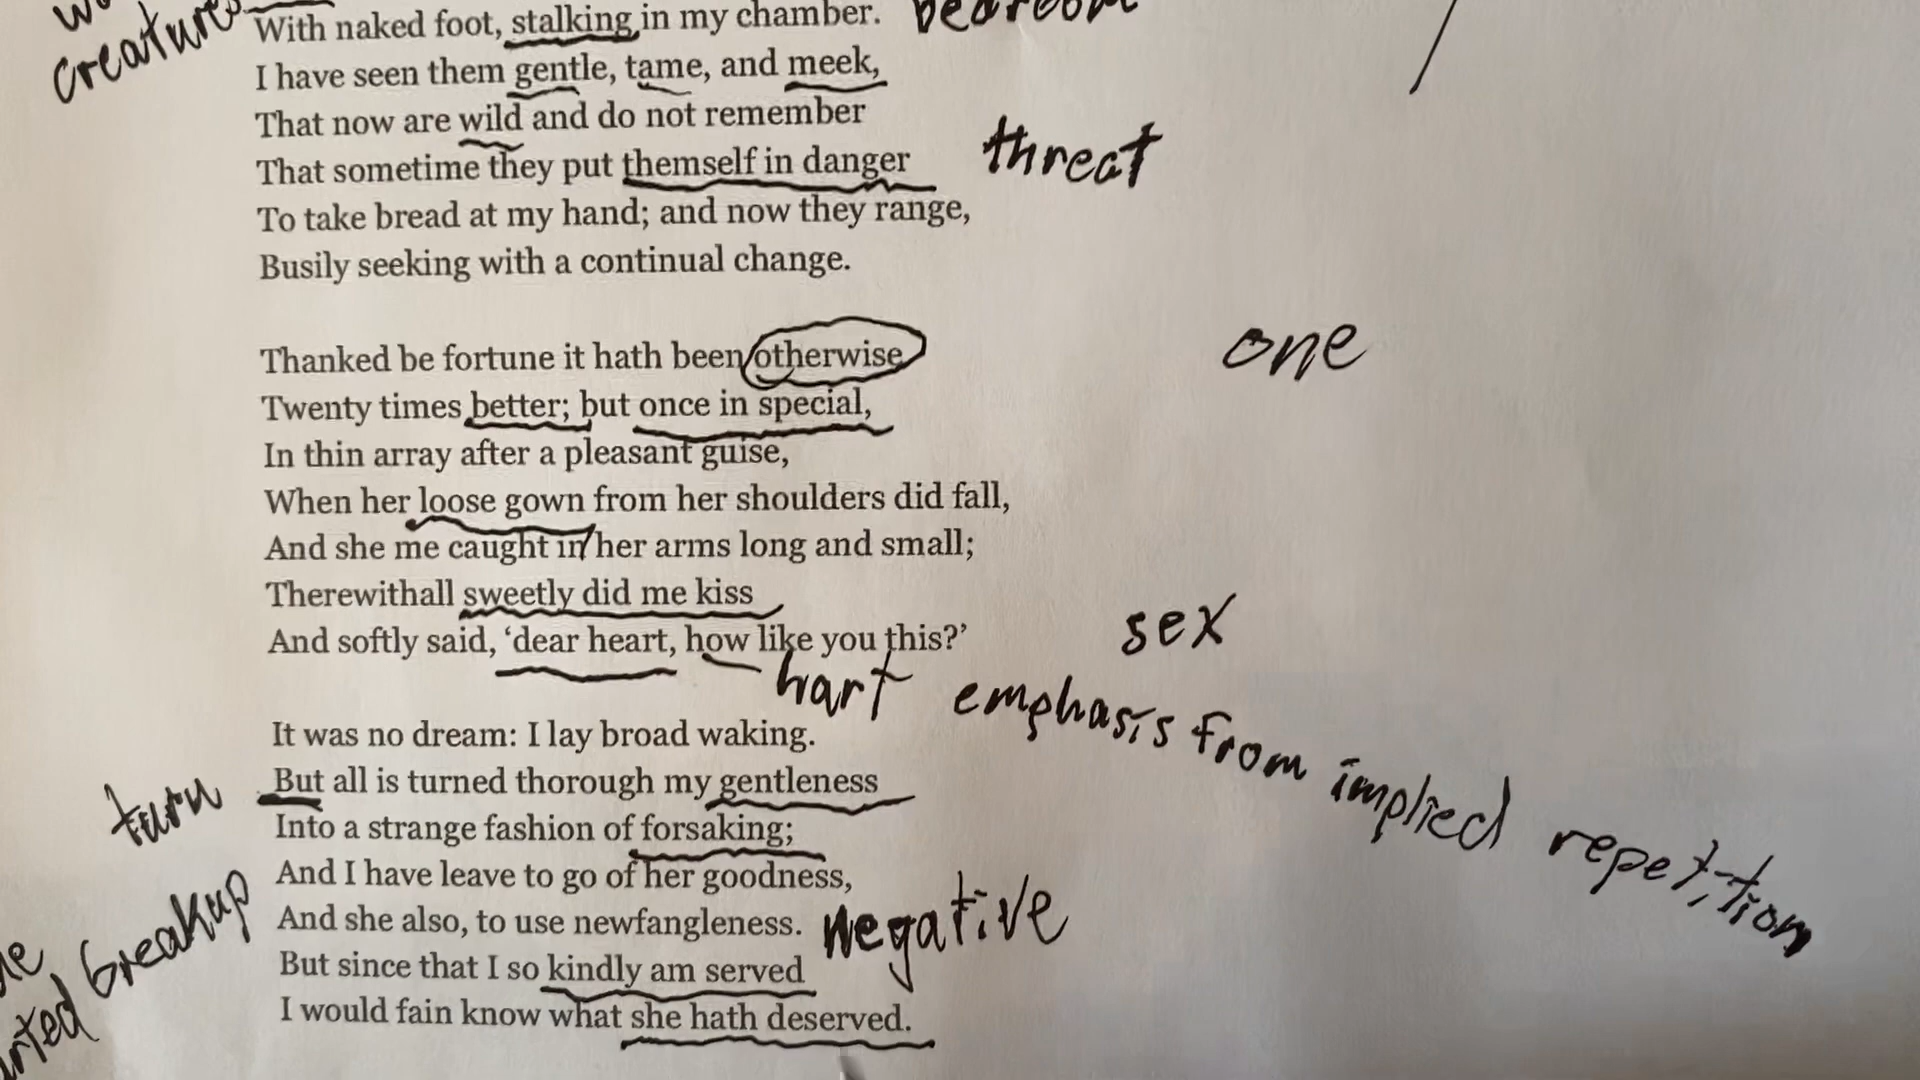 creature
With naked foot, stalking in my chamber. bedroom
I have seen them gentle, tame, and meek,
That now are wild and do not remember
That sometime they put themself in danger threat
To take bread at my hand; and now they range,
Busily seeking with a continual change.
Thanked be fortune it hath been otherwise one
Twenty times better; but once in special,
In thin array after a pleasant guise,
When her loose gown from her shoulders did fall,
And she me caught in her arms long and small;
Therewithall sweetly did me kiss
And softly said, ‘dear heart, how like you this?’ sex
hart emphasis from implied repetition
It was no dream: I lay broad waking.
turn But all is turned thorough my gentleness
Into a strange fashion of forsaking;
And I have leave to go of her goodness,
And she also, to use newfangleness. negative
breakup
But since that I so kindly am served
I would fain know what she hath deserved.